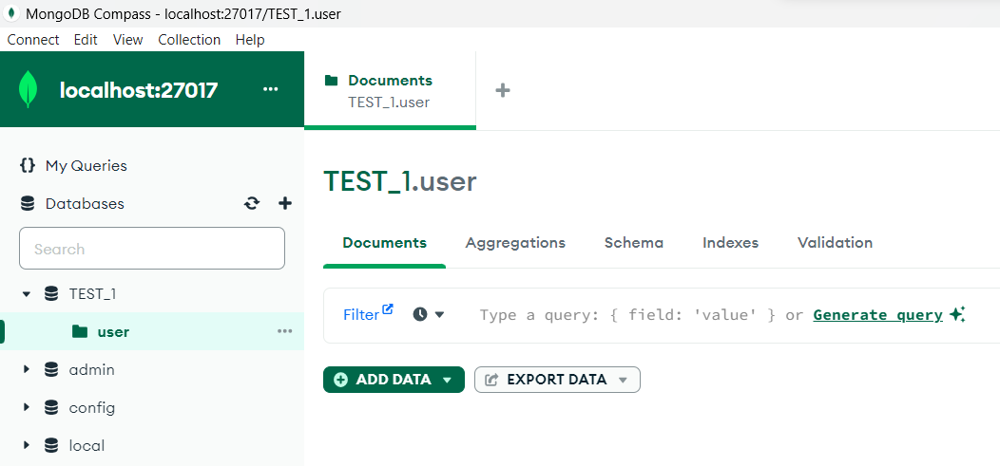 MongoDB Compass - localhost:27017/TEST_1.user
Connect Edit View Collection Help
localhost:27017 ...
Documents
TEST_1.user
My Queries
Databases
Search
TEST_1
user
admin
config
local
TEST_1.user
Documents Aggregations Schema Indexes Validation
Filter Type a query: { field: 'value' } or Generate query
ADD DATA EXPORT DATA